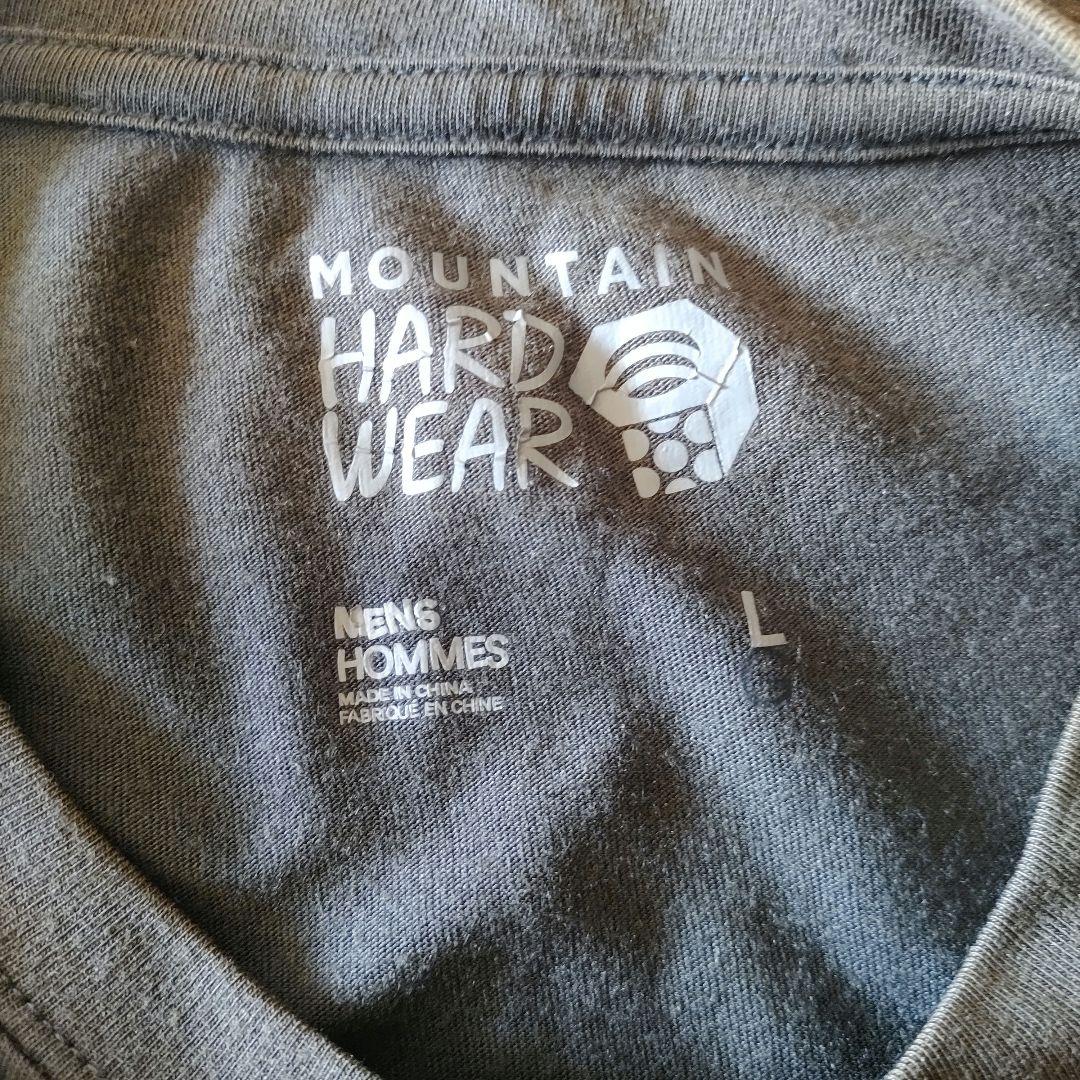 MOUNTAIN
HARD
WEAR
MENS
HOMMES
L
MADE IN CHINA
FABRIQUÉ EN CHINE